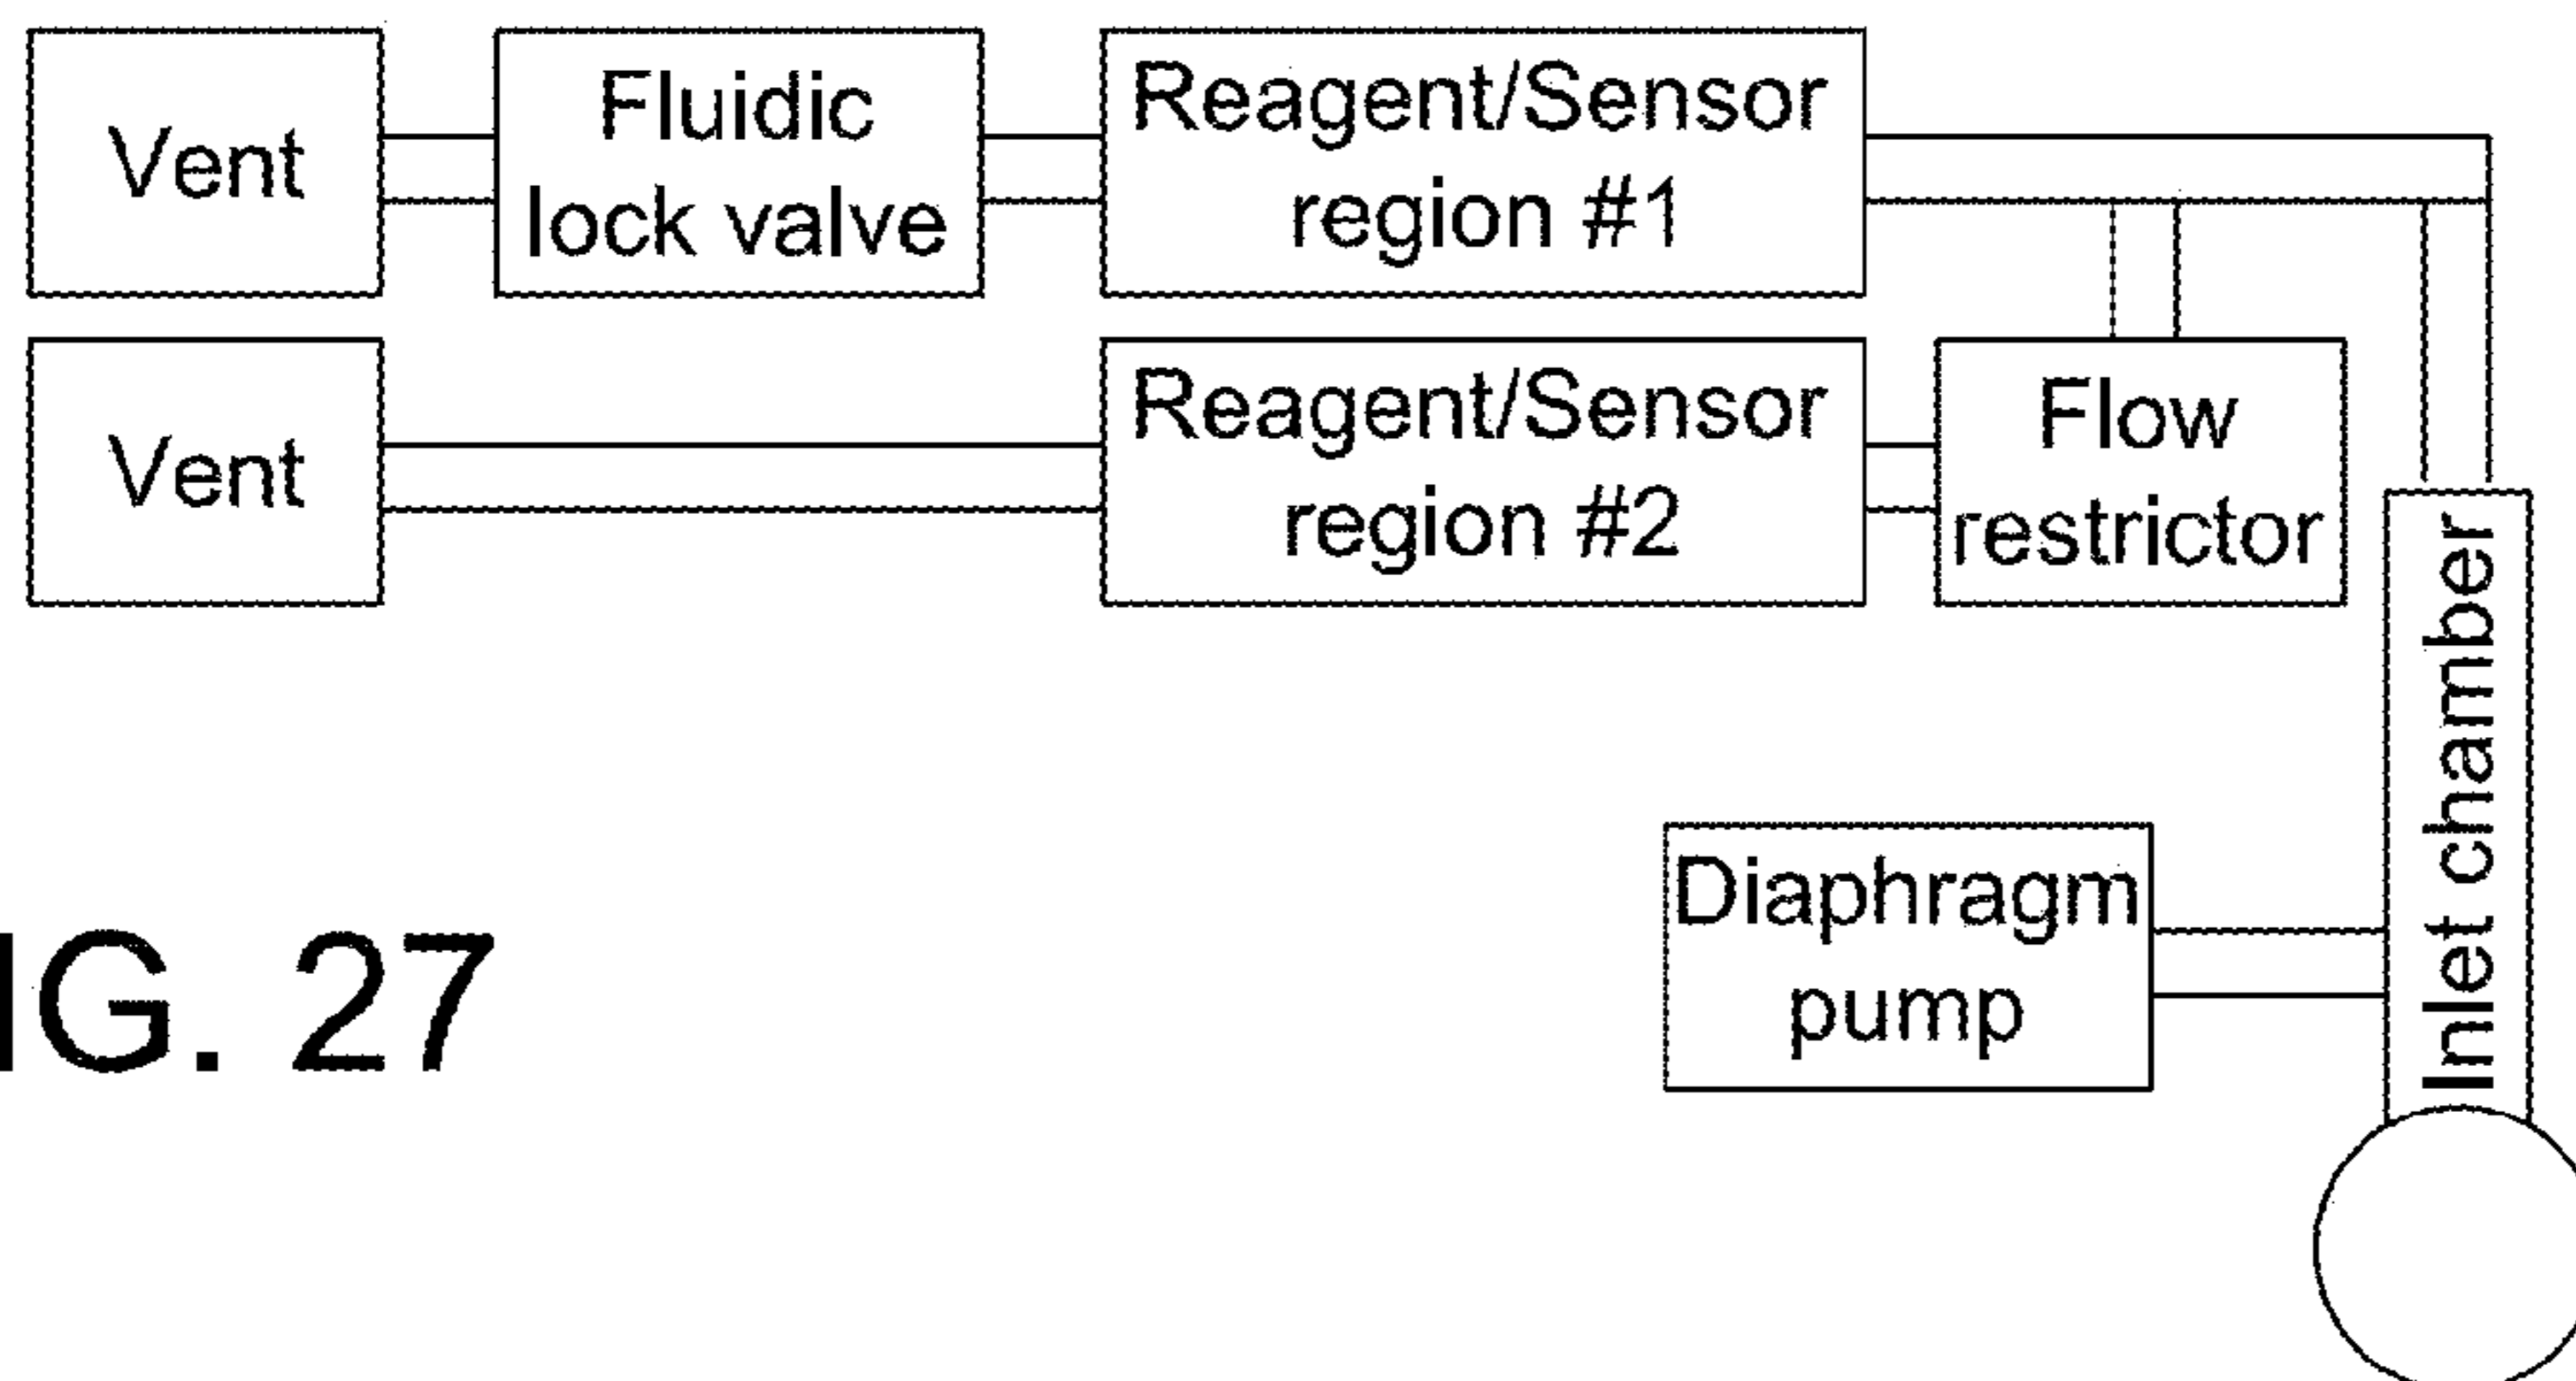 Vent
Fluidic
lock valve
Reagent/Sensor
region #1
Vent
Reagent/Sensor
region #2
Flow
restrictor
Inlet chamber
Diaphragm
pump
IG. 27